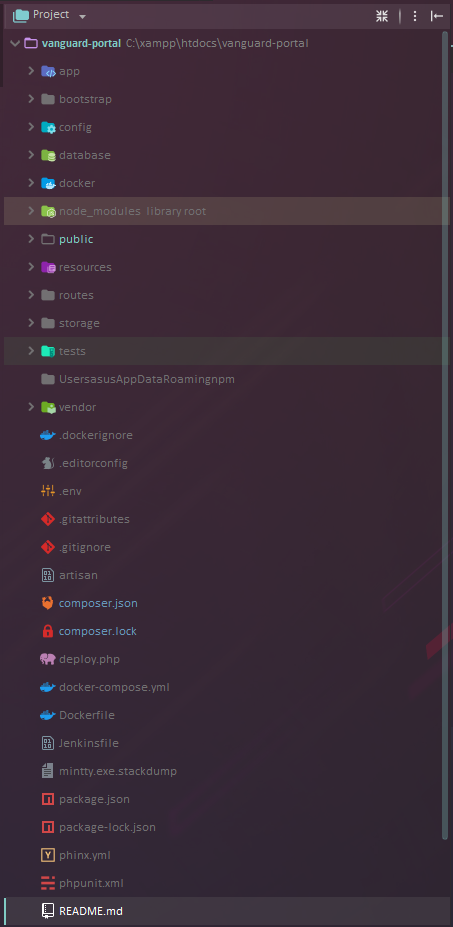 Project
vanguard-portal C:\xampp\htdocs\vanguard-portal
app
bootstrap
config
database
docker
node_modules library root
public
resources
routes
storage
tests
UsersasusAppDataRoamingnpm
vendor
.dockerignore
.editorconfig
.env
.gitattributes
.gitignore
artisan
composer.json
composer.lock
deploy.php
docker-compose.yml
Dockerfile
Jenkinsfile
mintty.exe.stackdump
package.json
package-lock.json
phinx.yml
phpunit.xml
README.md